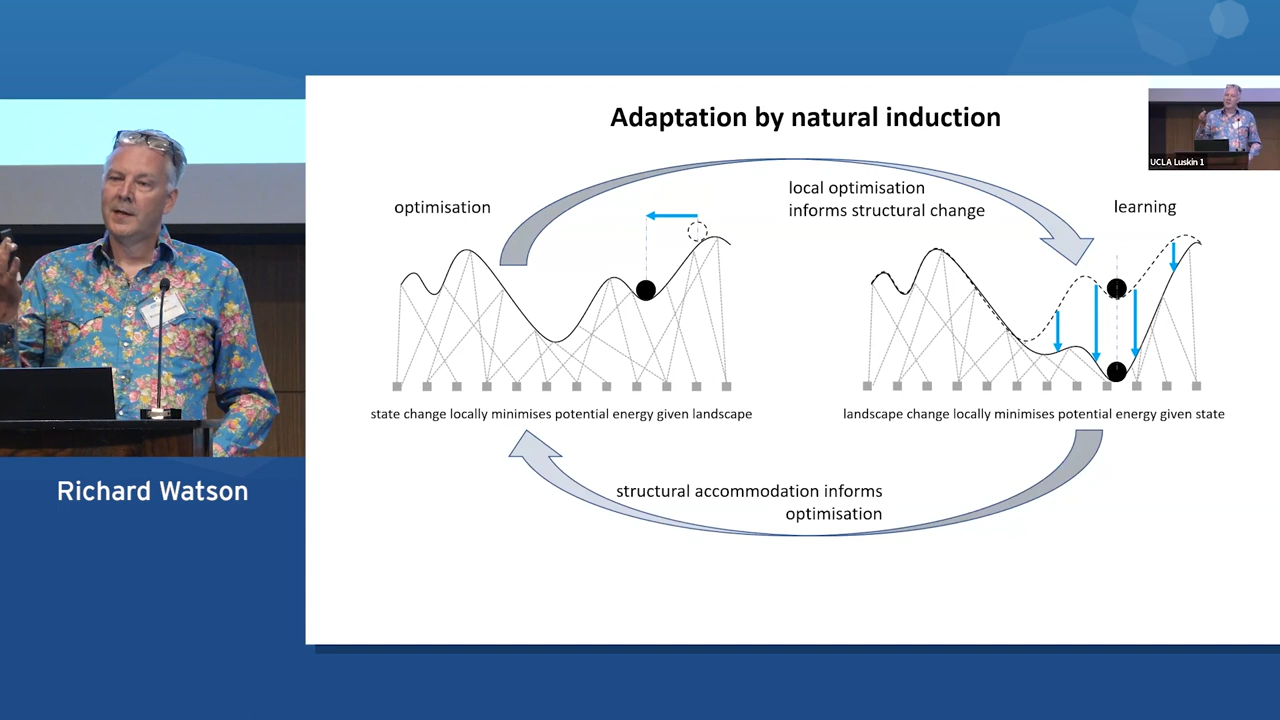 Adaptation by natural induction
UCLA Luskin 1
optimisation
local optimisation
informs structural change
learning
state change locally minimises potential energy given landscape
landscape change locally minimises potential energy given state
structural accommodation informs
optimisation
Richard Watson